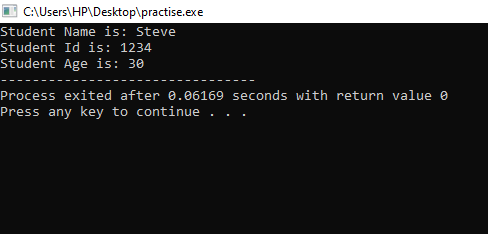 C:\Users\HP\Desktop\practise.exe
Student Name is: Steve
Student Id is: 1234
Student Age is: 30
--------------------------------
Process exited after 0.06169 seconds with return value 0
Press any key to continue . . .